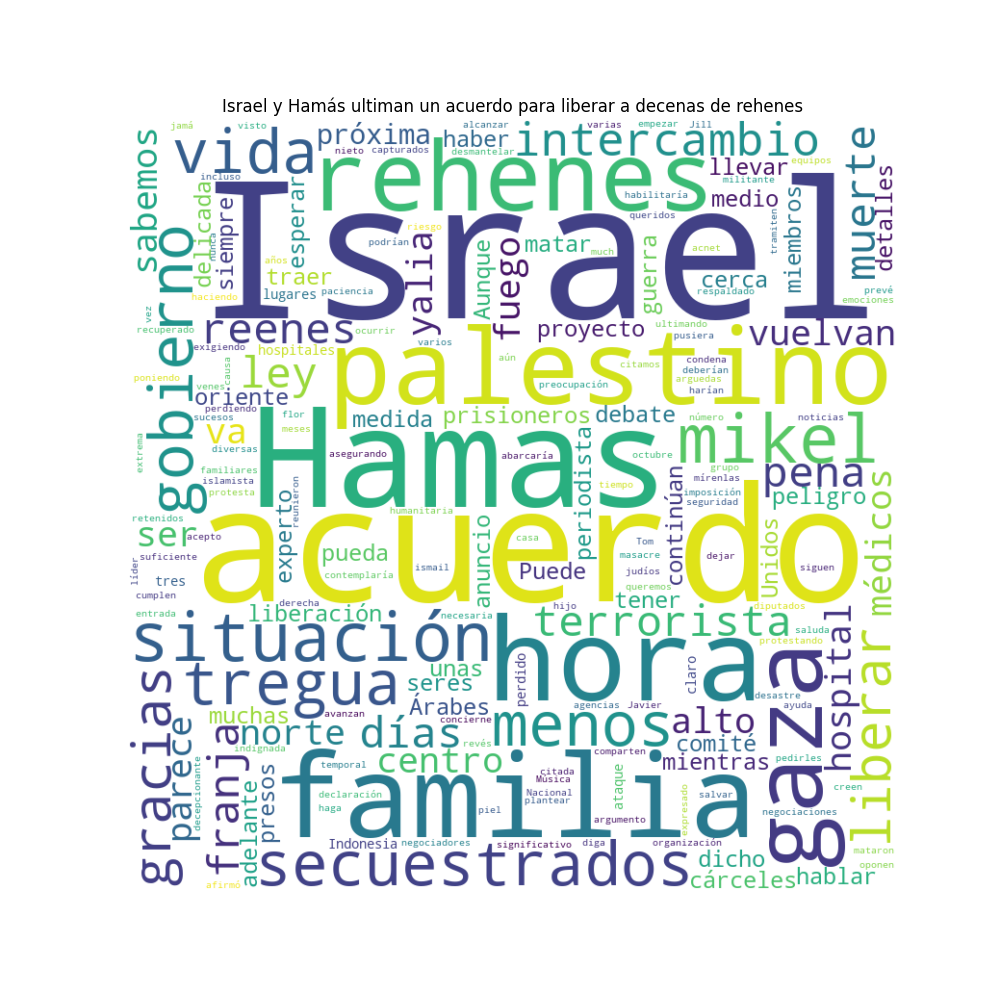 Israel y Hamás ultiman un acuerdo para liberar a decenas de rehenes
jamá
visto
próxima
haber
alcanzar
varias
empezar
Jill
vida
nieto
capturados
desmantelar
intercambio
sabemos
incluso
rehenes
llevar
equipos
militante
muerte
delicada
siempre
esperar
Israel
habilitaría
queridos
medio
miembros
detalles
gobierno
nunca
riesgo
podrían
yalia
Aunque
fuego
matar
much
guerra
acnet
cerca
tramiten
años
traer
haciendo
lugares
paciencia
respaldado
prevé
emociones
vez
recuperado
reenes
ocurrir
proyecto
ultimando
pusiera
vuelvan
exigiendo
hospitales
varios
aún
citamos
condena
poniendo
venes
causa
ley
palestino
preocupación
deberían
arguedas
harían
oriente
perdiendo
sucesos
flor
medida
prisioneros
debate
número
noticias
va
meses
Hamas
mikel
extrema
diversas
asegurando
abarcaría
periodista
octubre
familiares
islamista
protesta
grupo
mírenlas
pena
experto
reunieron
tiempo
continúan
imposición
seguridad
peligro
médicos
retenidos
humanitaria
acuerdo
ser
acepto
suficiente
pueda
contemplaría
anuncio
casa
Tom
masacre
judíos
dejar
Unidos
siguen
líder
tres
cumplen
ismail
Puede
queremos
tener
entrada
derecha
liberación
necesaria
hijo
diputados
situación
terrorista
saluda
protestando
hospital
liberar
hora
unas
seres
perdido
claro
gaza
tregua
desastre
gracias
parece
muchas
Árabes
concierne
agencias
Javier
ayuda
franja
norte
días
avanzan
menos
alto
indignada
revés
comité
decepcionante
presos
centro
comparten
mientras
pedirles
temporal
citada
Música
ataque
creen
adelante
familia
declaración
haga
piel
Nacional
plantear
salvar
expresado
negociaciones
argumento
Indonesia
negociadores
significativo
diga
organización
mataron
secuestrados
dicho
oponen
afirmó
cárceles
hablar